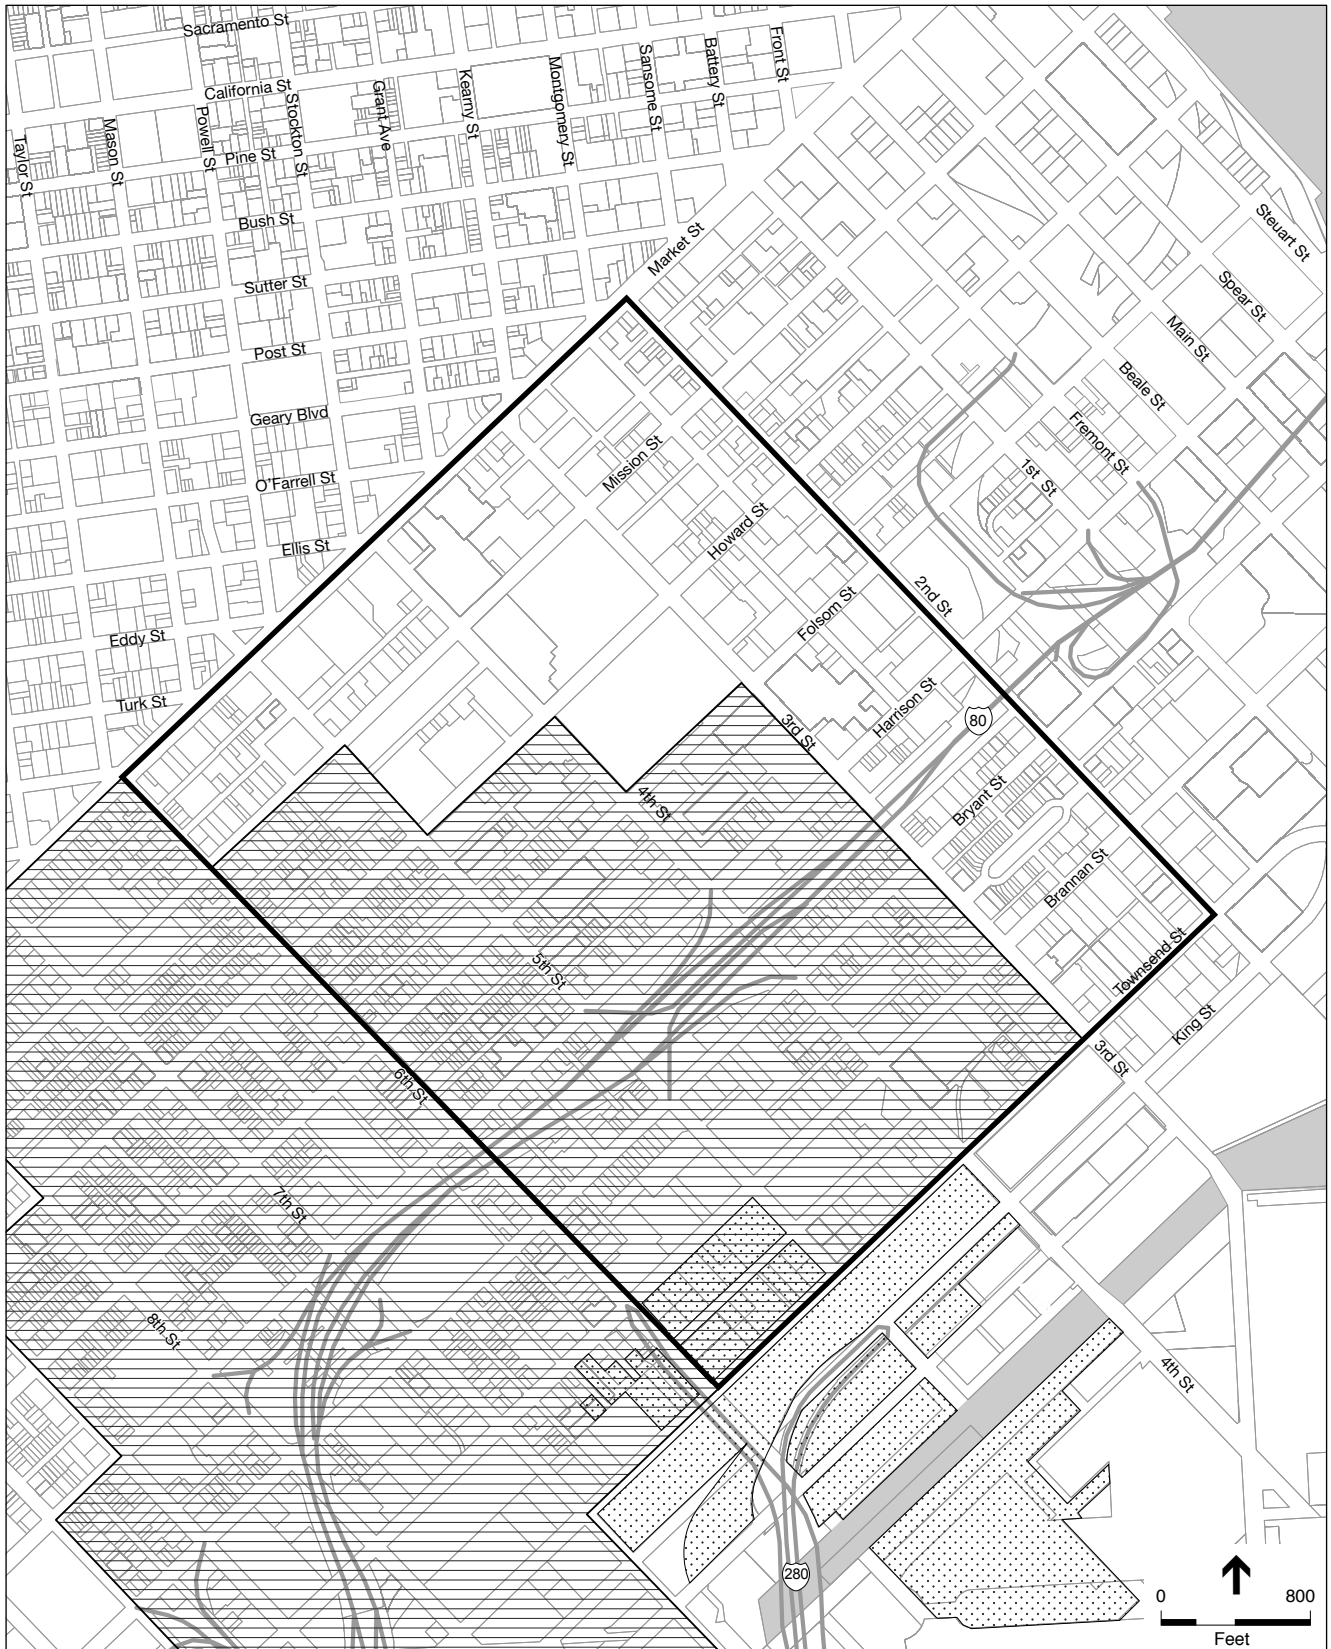 Sacramento St
California St
Front St
Battery St
Sansome St
Montgomery St
Kearny St
Grant Ave
Stockton St
Powell St
Mason St
Taylor St
Pine St
Bush St
Market St
Steuart St
Sutter St
Spear St
Main St
Post St
Beale St
Geary Blvd
Fremont St
Mission St
O'Farrell St
1st St
Howard St
Ellis St
2nd St
Folsom St
Eddy St
Harrison St
Turk St
3rd St
80
4th St
Bryant St
Brannan St
5th St
Townsend St
King St
3rd St
6th St
7th St
8th St
4th St
280
0 800
Feet